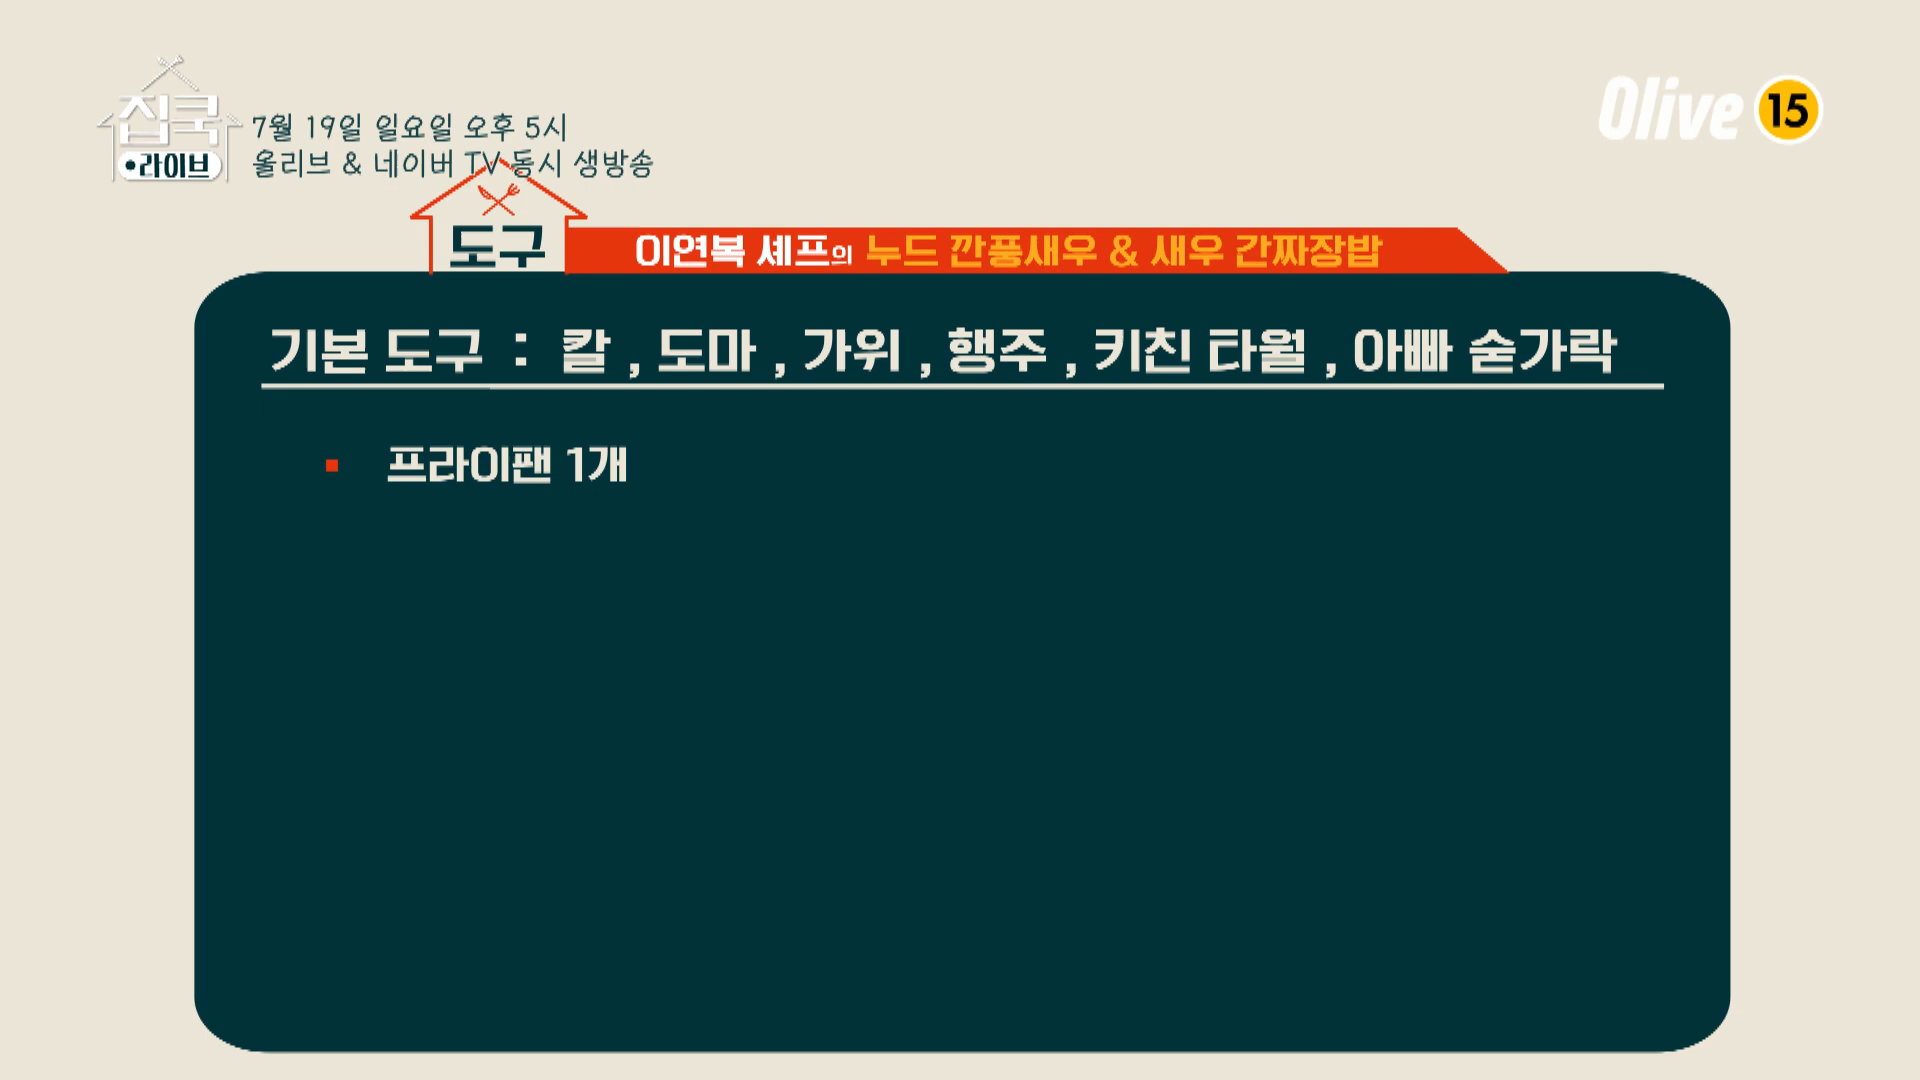 집쿡
라이브
7월 19일 일요일 오후 5시
올리브 & 네이버 TV 동시 생방송
Olive 15
도구
이연복 셰프의 누드 깐풍새우 & 새우 간짜장밥
기본 도구 : 칼 , 도마 , 가위 , 행주 , 키친 타월 , 아빠 숟가락
프라이팬 1개